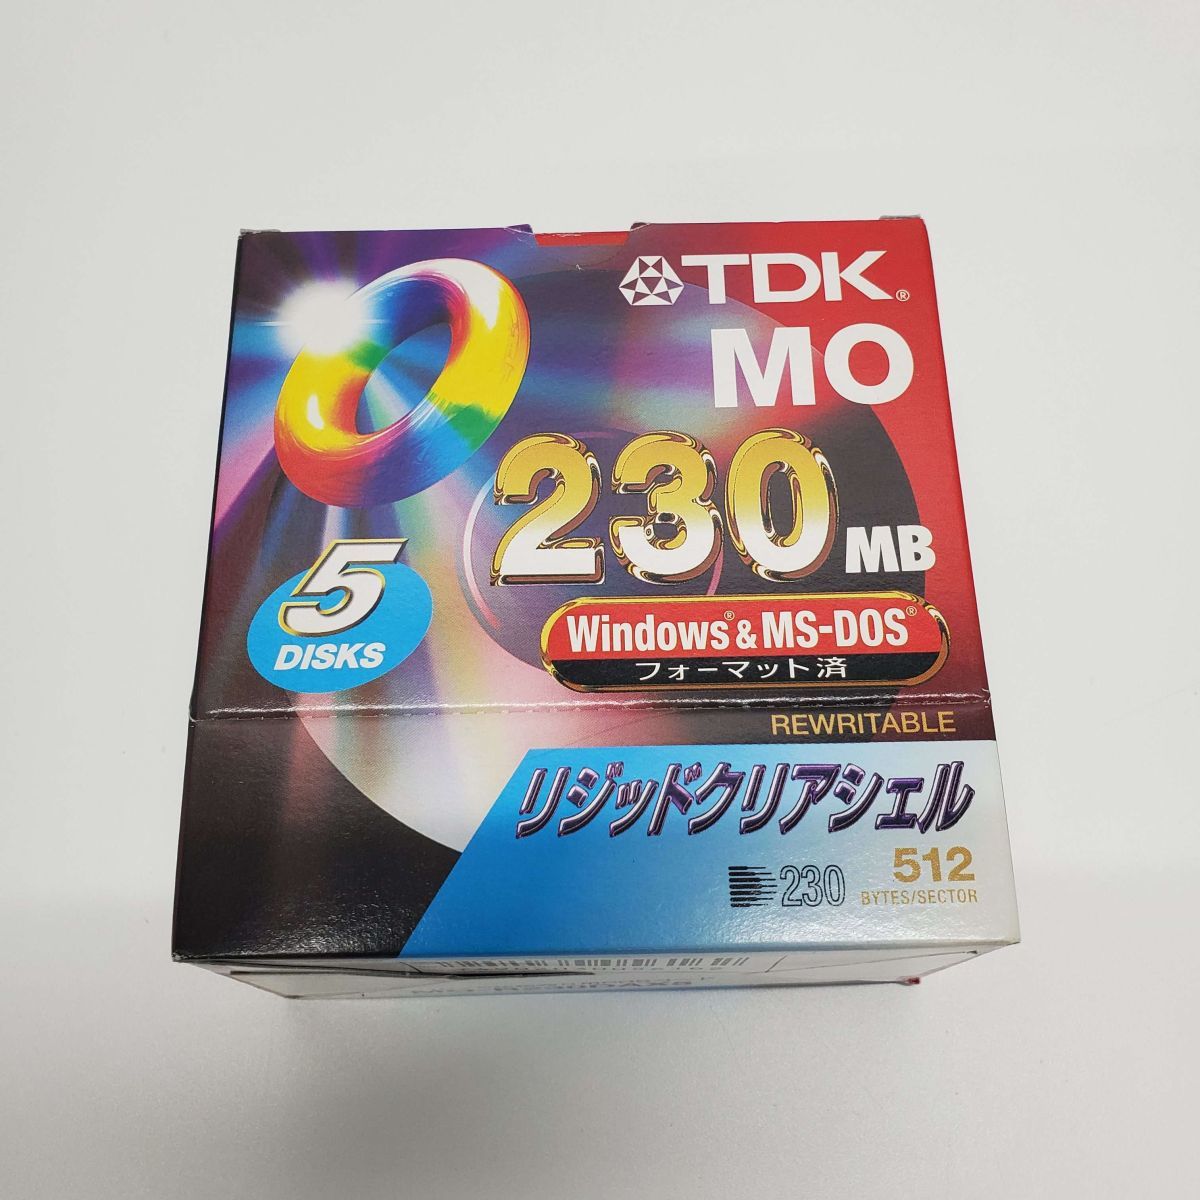 TDK®
MO
230MB
5
DISKS
Windows® & MS-DOS®
フォーマット済
REWRITABLE
リジッドクリアシェル
230
512
BYTES/SECTOR